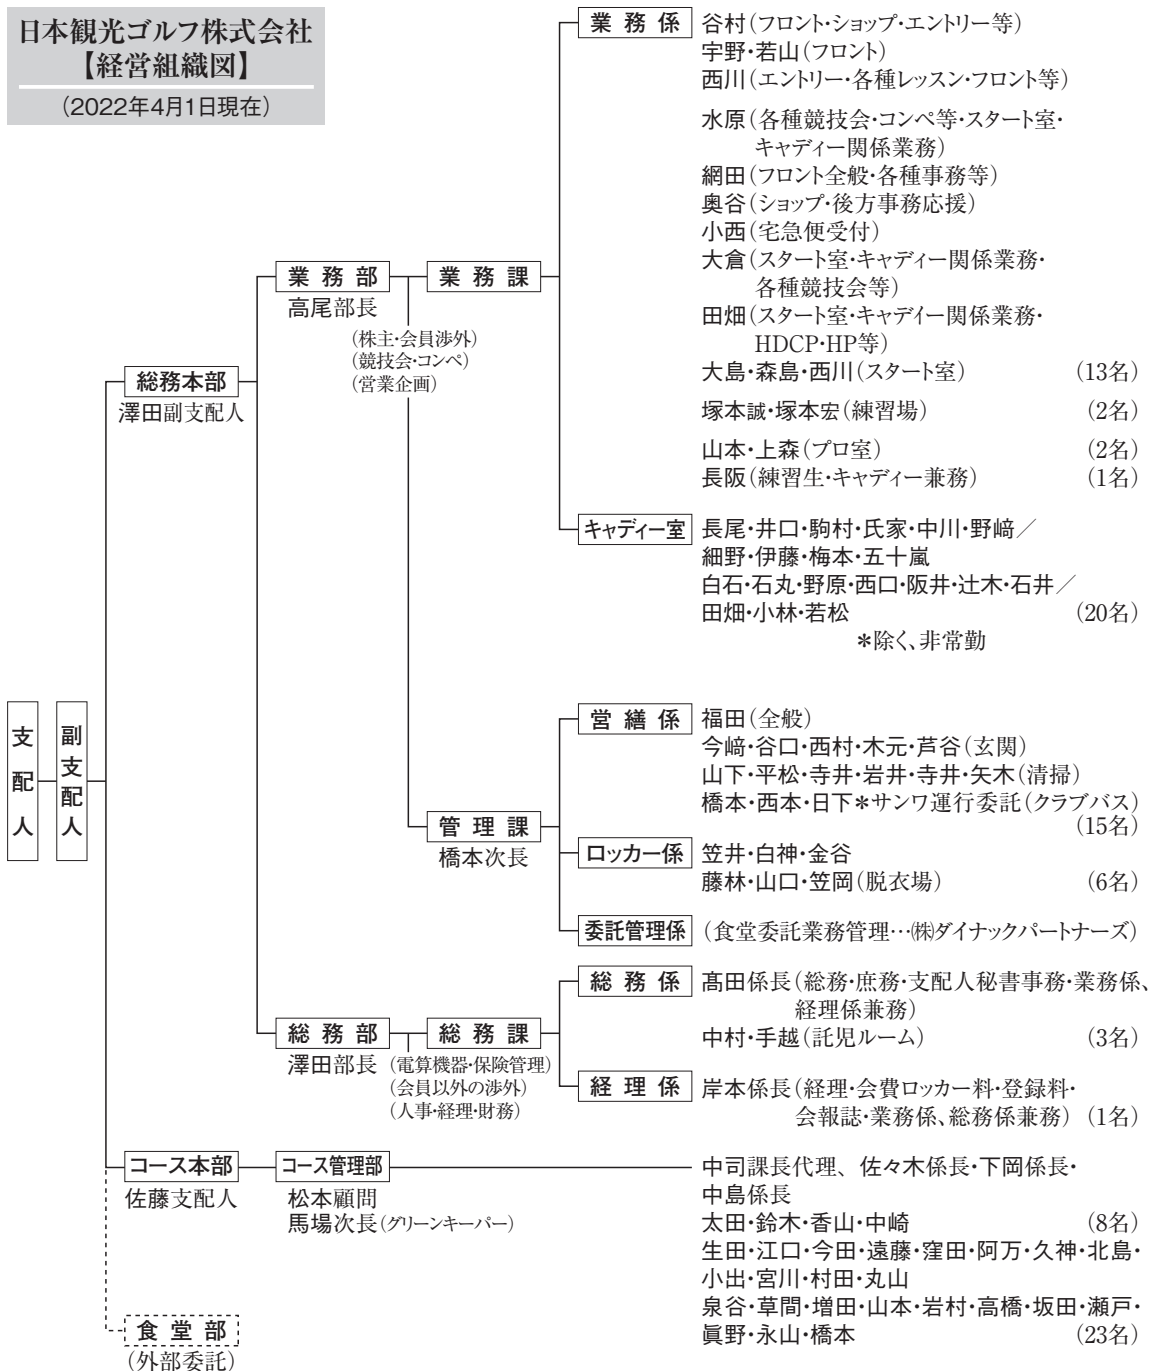 日本観光ゴルフ株式会社
【経営組織図】
(2022年4月1日現在)
支配人
副支配人
総務本部
澤田副支配人
業務部
高尾部長
業務課
(株主・会員渉外)
(競技会・コンペ)
(営業企画)
業務係
谷村(フロント・ショップ・エントリー等)
宇野・若山(フロント)
西川(エントリー・各種レッスン・フロント等)
水原(各種競技会・コンペ等・スタート室・
キャディー関係業務)
網田(フロント全般・各種事務等)
奥谷(ショップ・後方事務応援)
小西(宅急便受付)
大倉(スタート室・キャディー関係業務・
各種競技会等)
田畑(スタート室・キャディー関係業務・
HDCP・HP等)
大島・森島・西川(スタート室) (13名)
塚本誠・塚本宏(練習場) (2名)
山本・上森(プロ室) (2名)
長阪(練習生・キャディー兼務) (1名)
キャディー室
長尾・井口・駒村・氏家・中川・野﨑/
細野・伊藤・梅本・五十嵐
白石・石丸・野原・西口・阪井・辻木・石井/
田畑・小林・若松 (20名)
*除く、非常勤
管理課
橋本次長
営繕係
福田(全般)
今﨑・谷口・西村・木元・芦谷(玄関)
山下・平松・寺井・岩井・寺井・矢木(清掃)
橋本・西本・日下*サンワ運行委託(クラブバス)
(15名)
ロッカー係
笠井・白神・金谷
藤林・山口・笠岡(脱衣場) (6名)
委託管理係
(食堂委託業務管理…㈱ダイナックパートナーズ)
総務部
澤田部長
総務課
(電算機器・保険管理)
(会員以外の渉外)
(人事・経理・財務)
総務係
髙田係長(総務・庶務・支配人秘書事務・業務係、
経理係兼務)
中村・手越(託児ルーム) (3名)
経理係
岸本係長(経理・会費ロッカー料・登録料・
会報誌・業務係、総務係兼務) (1名)
コース本部
佐藤支配人
コース管理部
松本顧問
馬場次長(グリーンキーパー)
中司課長代理、佐々木係長・下岡係長・
中島係長
太田・鈴木・香山・中崎 (8名)
生田・江口・今田・遠藤・窪田・阿万・久神・北島・
小出・宮川・村田・丸山
泉谷・草間・増田・山本・岩村・高橋・坂田・瀬戸・
眞野・永山・橋本 (23名)
食堂部
(外部委託)